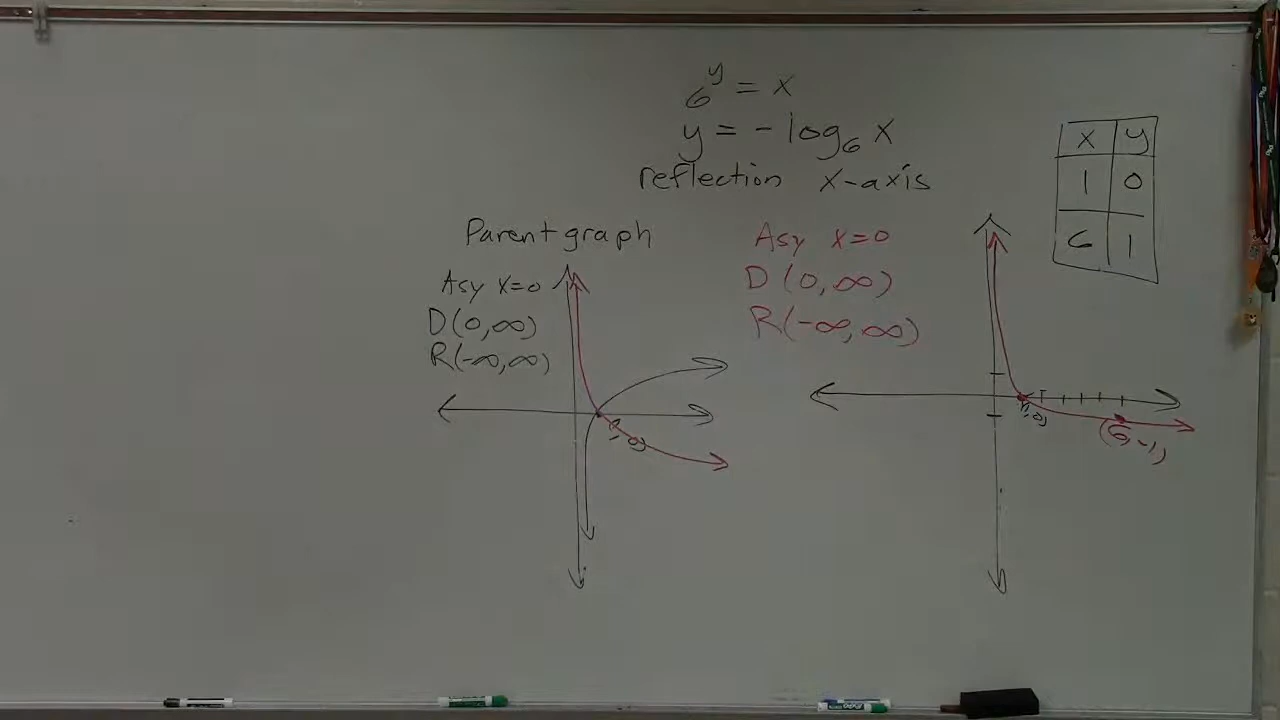 6^y = x
y = -log₆ x
reflection x-axis
x y
1 0
6 1
Parent graph
Asy x=0
D(0,∞)
R(-∞,∞)
Asy x=0
D(0,∞)
R(-∞,∞)
(6,-1)